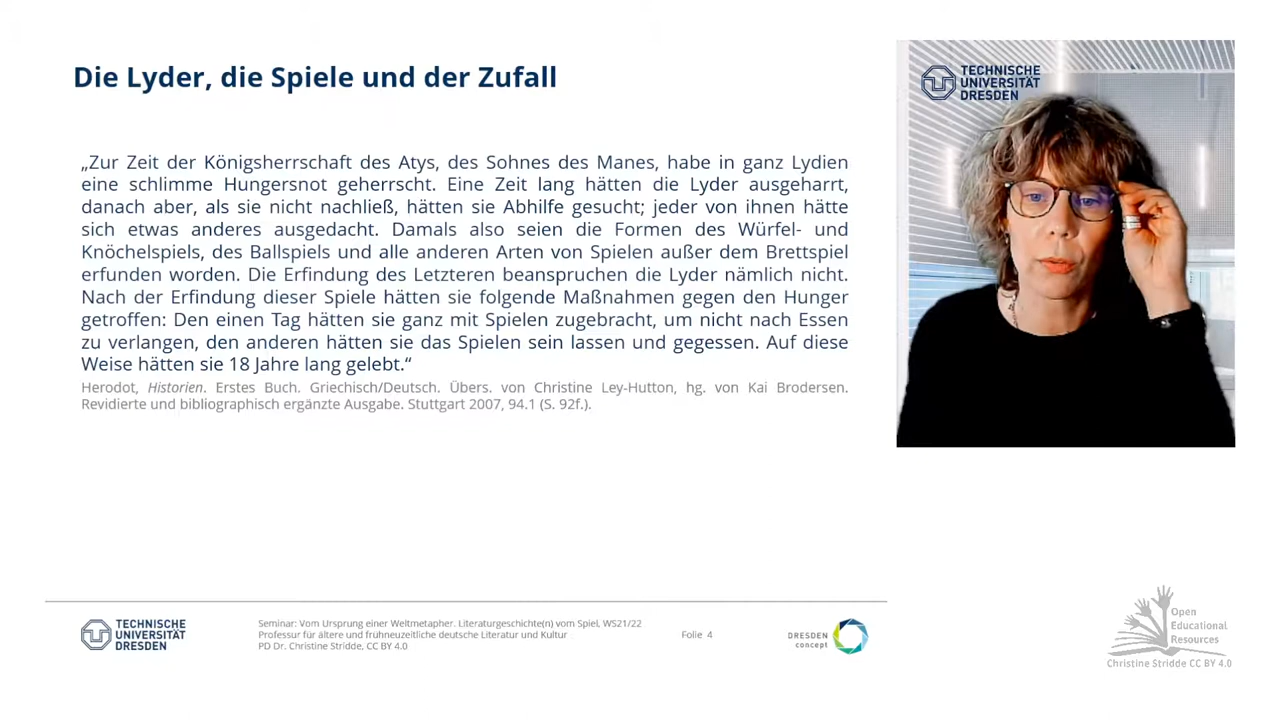 Die Lyder, die Spiele und der Zufall
„Zur Zeit der Königsherrschaft des Atys, des Sohnes des Manes, habe in ganz Lydien
eine schlimme Hungersnot geherrscht. Eine Zeit lang hätten die Lyder ausgeharrt,
danach aber, als sie nicht nachließ, hätten sie Abhilfe gesucht; jeder von ihnen hätte
sich etwas anderes ausgedacht. Damals also seien die Formen des Würfel- und
Knöchelspiels, des Ballspiels und alle anderen Arten von Spielen außer dem Brettspiel
erfunden worden. Die Erfindung des Letzteren beanspruchen die Lyder nämlich nicht.
Nach der Erfindung dieser Spiele hätten sie folgende Maßnahmen gegen den Hunger
getroffen: Den einen Tag hätten sie ganz mit Spielen zugebracht, um nicht nach Essen
zu verlangen, den anderen hätten sie das Spielen sein lassen und gegessen. Auf diese
Weise hätten sie 18 Jahre lang gelebt.“
Herodot, Historien. Erstes Buch. Griechisch/Deutsch. Übers. von Christine Ley-Hutton, hg. von Kai Brodersen.
Revidierte und bibliographisch ergänzte Ausgabe. Stuttgart 2007, 94.1 (S. 92f.).
TECHNISCHE
UNIVERSITÄT
DRESDEN
TECHNISCHE
UNIVERSITÄT
DRESDEN
Seminar: Vom Ursprung einer Weltmetapher. Literaturgeschichte(n) vom Spiel, WS21/22
Professur für ältere und frühneuzeitliche deutsche Literatur und Kultur
PD Dr. Christine Stridde, CC BY 4.0
Folie 4
DRESDEN
concept
Open
Educational
Resources
Christine Stridde CC BY 4.0